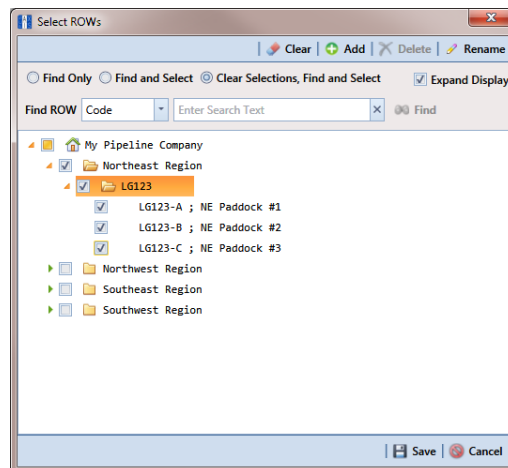 Select ROWs
Clear Add Delete Rename
Find Only Find and Select Clear Selections, Find and Select Expand Display
Find ROW Code Enter Search Text Find
My Pipeline Company
Northeast Region
LG123
LG123-A ; NE Paddock #1
LG123-B ; NE Paddock #2
LG123-C ; NE Paddock #3
Northwest Region
Southeast Region
Southwest Region
Save Cancel